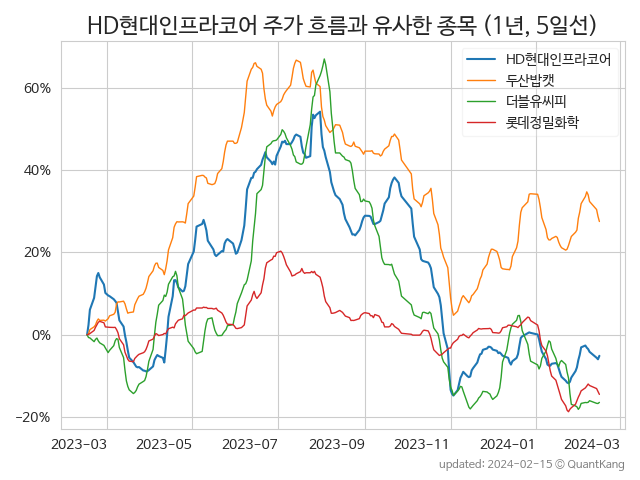 HD현대인프라코어 주가 흐름과 유사한 종목 (1년, 5일선)
HD현대인프라코어
두산밥캣
더블유씨피
롯데정밀화학
60%
40%
20%
0%
−20%
2023-03 2023-05 2023-07 2023-09 2023-11 2024-01 2024-03
updated: 2024-02-15 © QuantKang